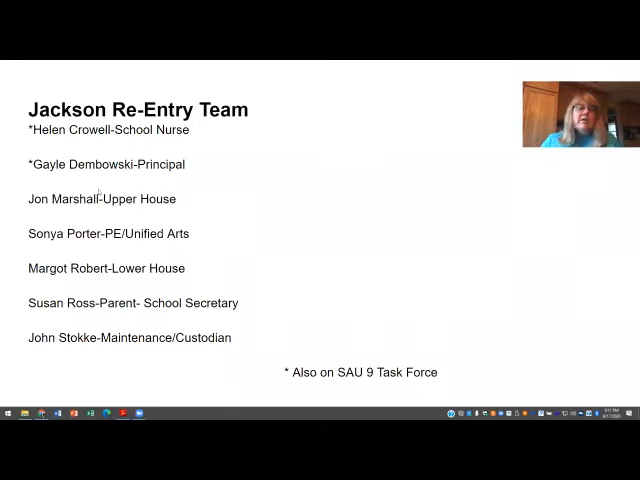 Jackson Re-Entry Team
*Helen Crowell-School Nurse
*Gayle Dembowski-Principal
Jon Marshall-Upper House
Sonya Porter-PE/Unified Arts
Margot Robert-Lower House
Susan Ross-Parent- School Secretary
John Stokke-Maintenance/Custodian
* Also on SAU 9 Task Force